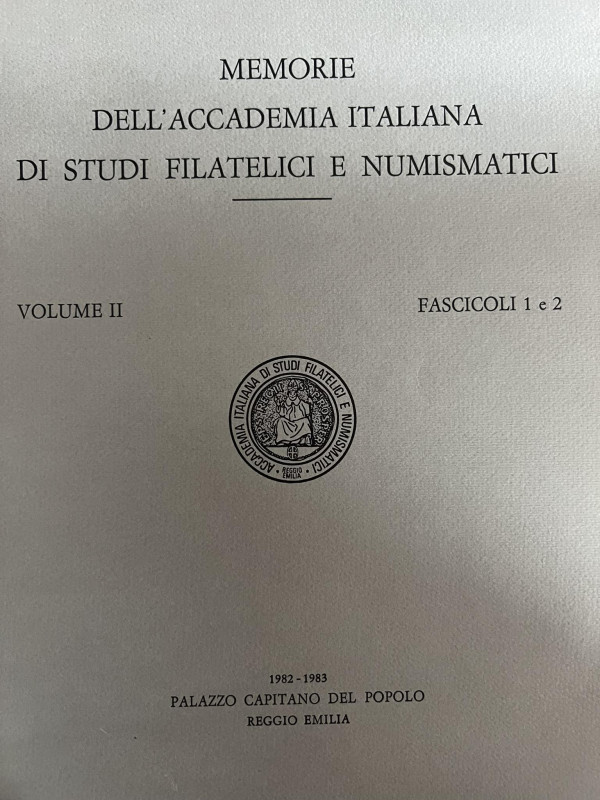 MEMORIE
DELL'ACCADEMIA ITALIANA
DI STUDI FILATELICI E NUMISMATICI
VOLUME II
FASCICOLI 1 e 2
ACCADEMIA ITALIANA DI STUDI FILATELICI E NUMISMATICI
REGGIO
EMILIA
1982 - 1983
PALAZZO CAPITANO DEL POPOLO
REGGIO EMILIA